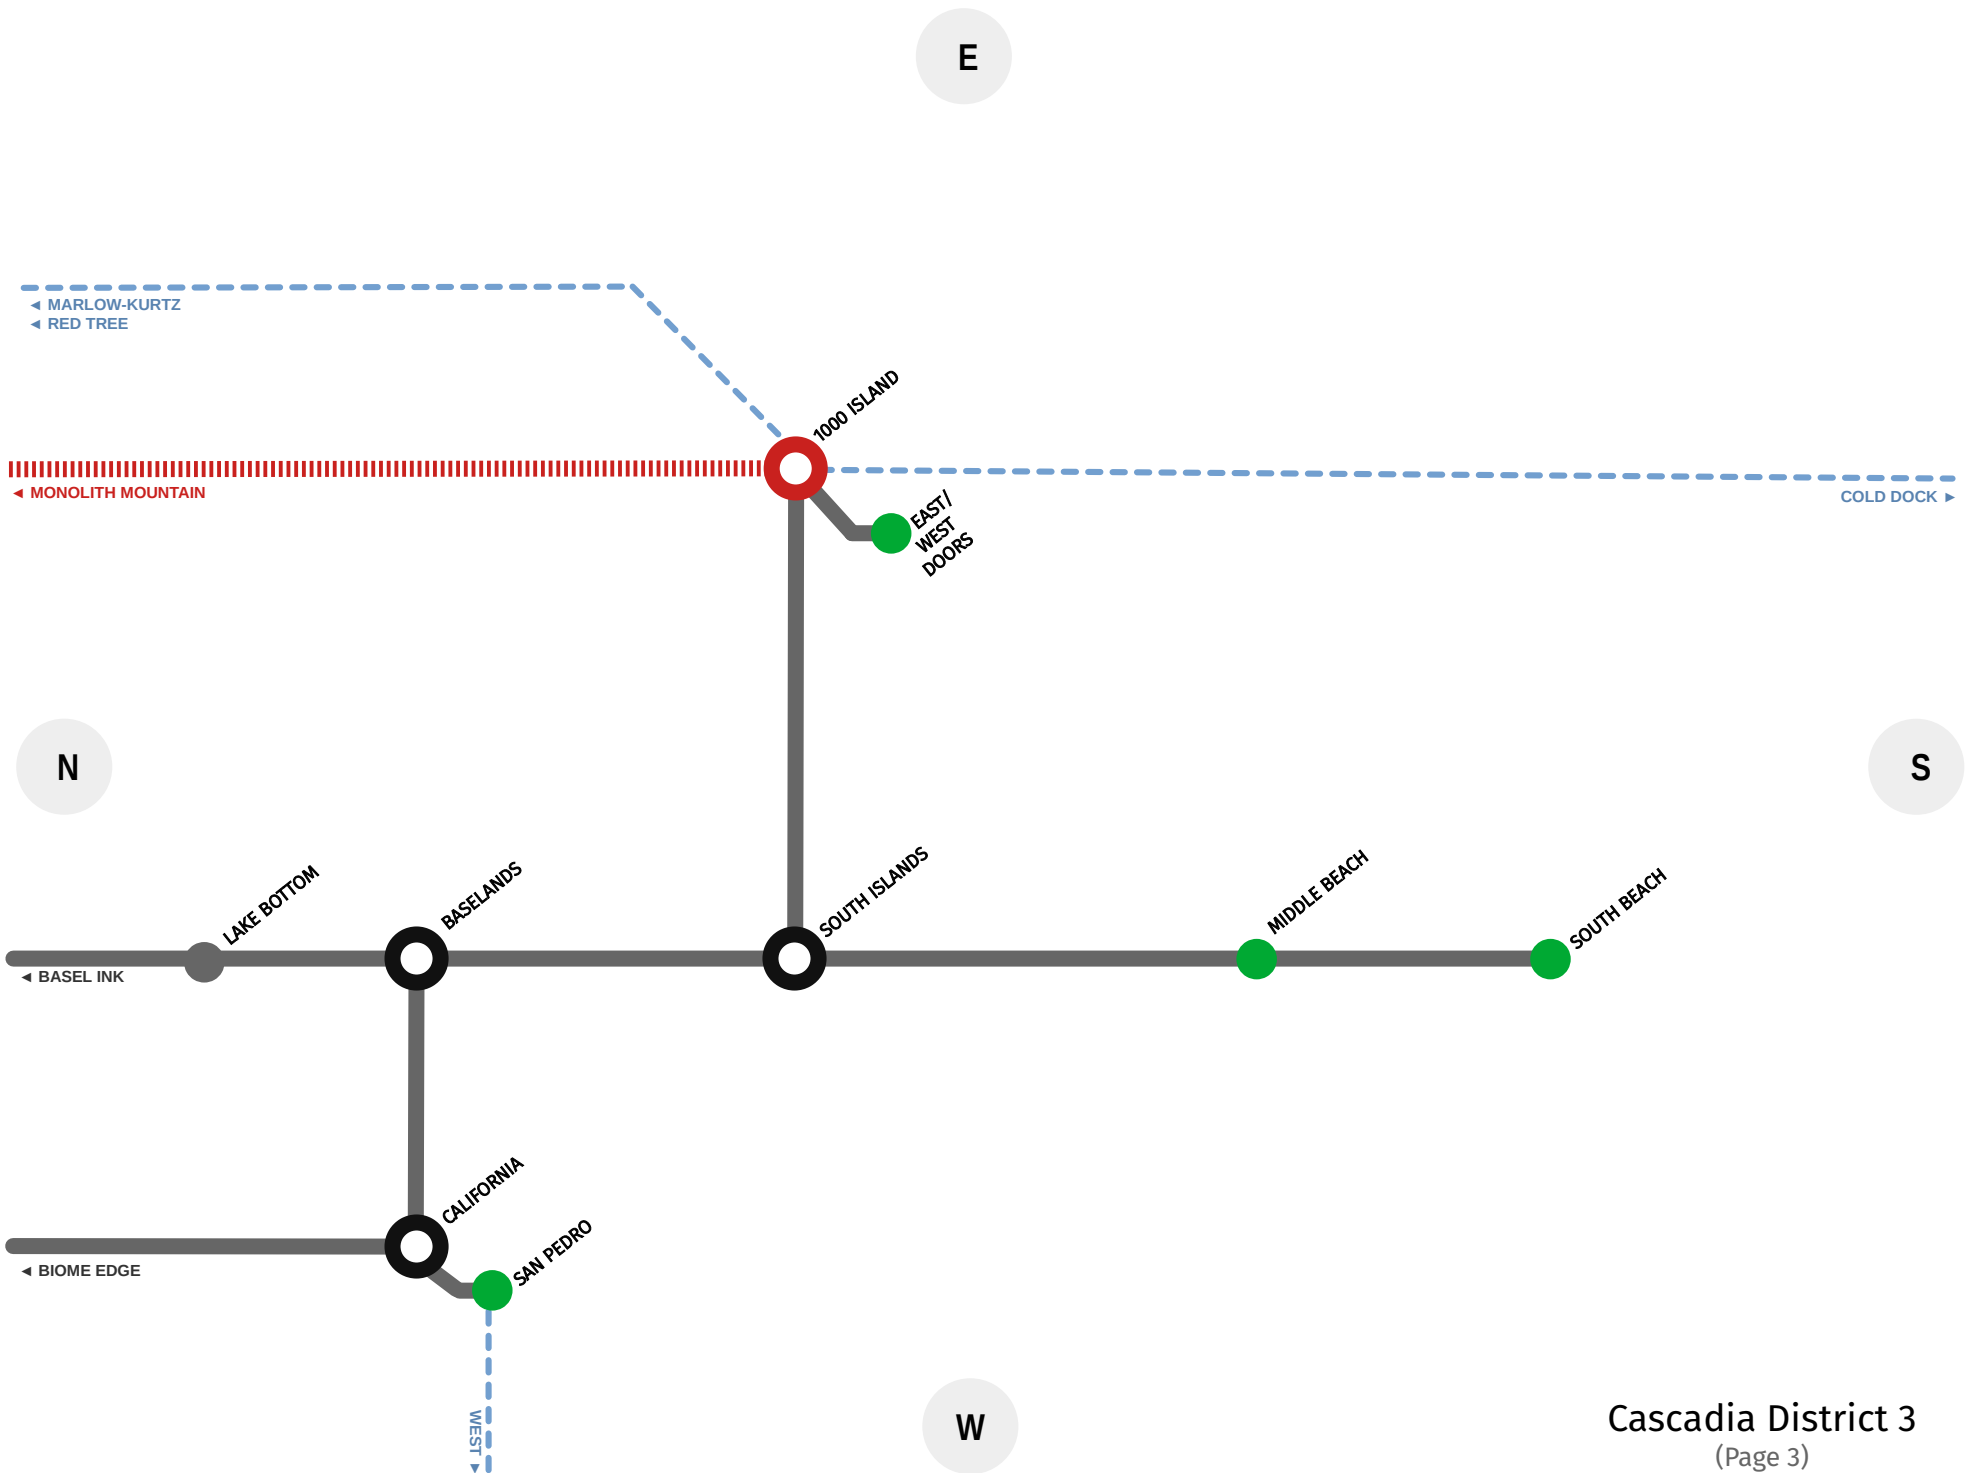 E
◄ MARLOW-KURTZ
◄ RED TREE
1000 ISLAND
◄ MONOLITH MOUNTAIN
COLD DOCK ►
EAST/
WEST
DOORS
N
S
LAKE BOTTOM
BASELANDS
SOUTH ISLANDS
MIDDLE BEACH
SOUTH BEACH
◄ BASEL INK
CALIFORNIA
SAN PEDRO
◄ BIOME EDGE
WEST ►
W
Cascadia District 3
(Page 3)